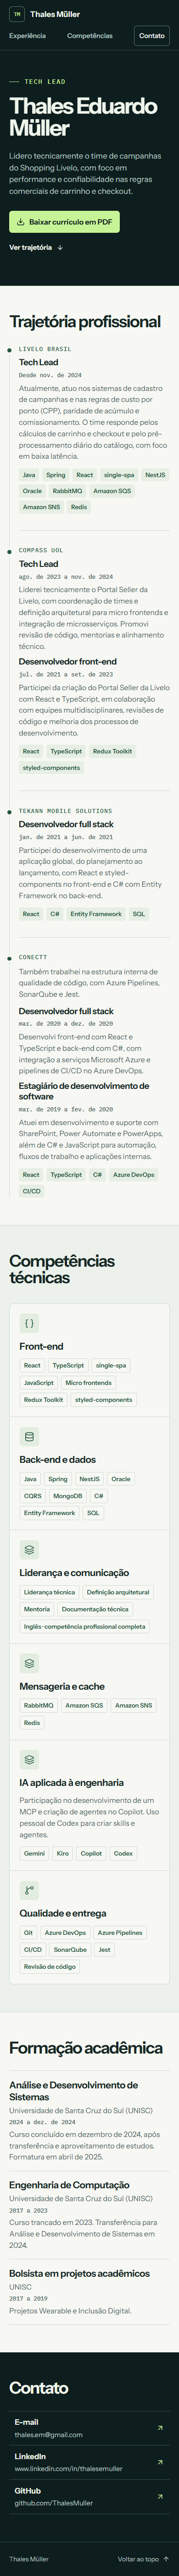 TM Thales Müller
Experiência Competências Contato
TECH LEAD
Thales Eduardo
Müller
Lidero tecnicamente o time de campanhas
do Shopping Livelo, com foco em
performance e confiabilidade nas regras
comerciais de carrinho e checkout.
Baixar currículo em PDF
Ver trajetória ↓
Trajetória profissional
LIVELO BRASIL
Tech Lead
Desde nov. de 2024
Atualmente, atuo nos sistemas de cadastro
de campanhas e nas regras de custo por
ponto (CPP), paridade de acúmulo e
comissionamento. O time responde pelos
cálculos do carrinho e checkout e pelo pré-
processamento diário do catálogo, com foco
em baixa latência.
Java Spring React single-spa NestJS
Oracle RabbitMQ Amazon SQS
Amazon SNS Redis
COMPASS UOL
Tech Lead
ago. de 2023 a nov. de 2024
Liderei tecnicamente o Portal Seller da
Livelo, com coordenação de times e
definição arquitetural para micro frontends e
integração de microsserviços. Promovi
revisão de código, mentorias e alinhamento
técnico.
Desenvolvedor front-end
jul. de 2021 a set. de 2023
Participei da criação do Portal Seller da Livelo
com React e TypeScript, em colaboração
com equipes multidisciplinares, revisões de
código e melhoria dos processos de
desenvolvimento.
React TypeScript Redux Toolkit
styled-components
TEKANN MOBILE SOLUTIONS
Desenvolvedor full stack
jan. de 2021 a jun. de 2021
Participei do desenvolvimento de uma
aplicação global, do planejamento ao
lançamento, com React e styled-
components no front-end e C# com Entity
Framework no back-end.
React C# Entity Framework SQL
CONECTT
Também trabalhei na estrutura interna de
qualidade de código, com Azure Pipelines,
SonarQube e Jest.
Desenvolvedor full stack
mar. de 2020 a dez. de 2020
Desenvolvi front-end com React e
TypeScript e back-end com C#, com
integração a serviços Microsoft Azure e
pipelines de CI/CD no Azure DevOps.
Estagiário de desenvolvimento de
software
mar. de 2019 a fev. de 2020
Atuei em desenvolvimento e suporte com
SharePoint, Power Automate e PowerApps,
além de C# e JavaScript para automação,
fluxos de trabalho e aplicações internas.
React TypeScript C# Azure DevOps
CI/CD
Competências
técnicas
Front-end
React TypeScript single-spa
JavaScript Micro frontends
Redux Toolkit styled-components
Back-end e dados
Java Spring NestJS Oracle
CQRS MongoDB C#
Entity Framework SQL
Liderança e comunicação
Liderança técnica Definição arquitetural
Mentoria Documentação técnica
Inglês · competência profissional completa
Mensageria e cache
RabbitMQ Amazon SQS Amazon SNS
Redis
IA aplicada à engenharia
Participação no desenvolvimento de um
MCP e criação de agentes no Copilot. Uso
pessoal de Codex para criar skills e
agentes.
Gemini Kiro Copilot Codex
Qualidade e entrega
Git Azure DevOps Azure Pipelines
CI/CD SonarQube Jest
Revisão de código
Formação acadêmica
Análise e Desenvolvimento de
Sistemas
Universidade de Santa Cruz do Sul (UNISC)
2024 a dez. de 2024
Curso concluído em dezembro de 2024, após
transferência e aproveitamento de estudos.
Formatura em abril de 2025.
Engenharia de Computação
Universidade de Santa Cruz do Sul (UNISC)
2017 a 2023
Curso trancado em 2023. Transferência para
Análise e Desenvolvimento de Sistemas em
2024.
Bolsista em projetos acadêmicos
UNISC
2017 a 2019
Projetos Wearable e Inclusão Digital.
Contato
E-mail
thales.em@gmail.com
LinkedIn
www.linkedin.com/in/thalesemuller
GitHub
github.com/ThalesMuller
Thales Müller Voltar ao topo ↑